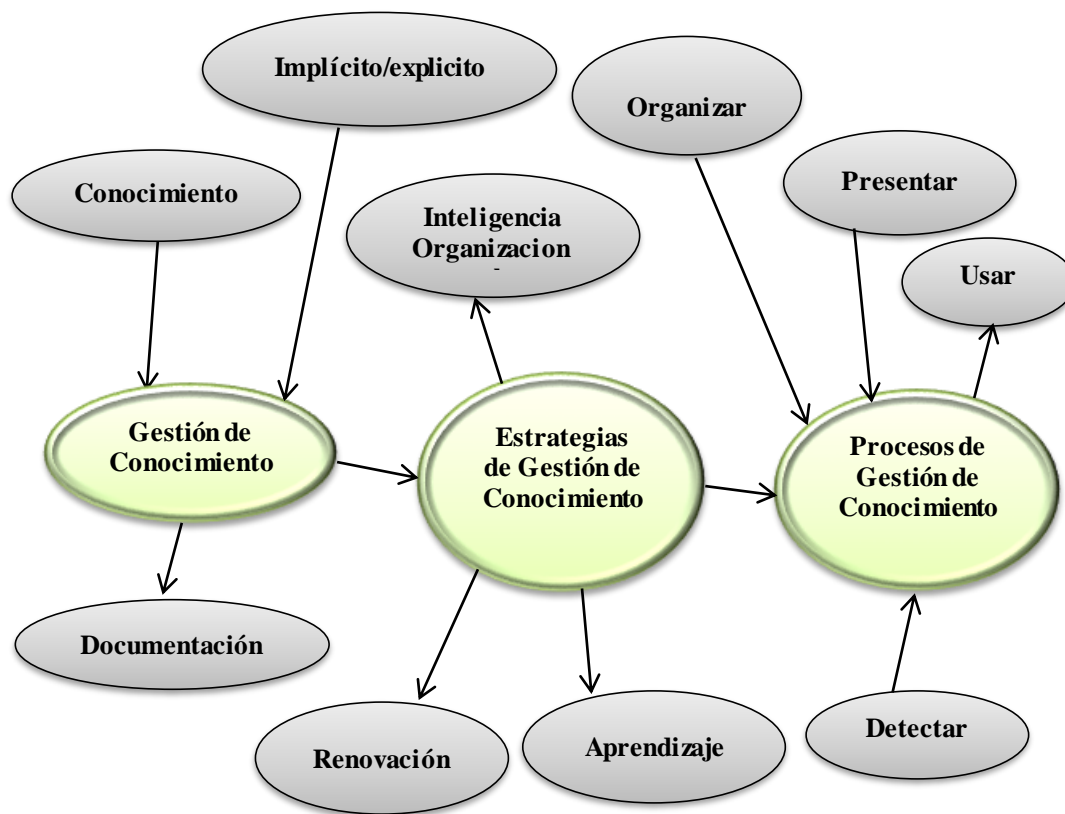 Implícito/explicito
Organizar
Conocimiento
Presentar
Inteligencia
Organizacion
Usar
Gestión de
Conocimiento
Estrategias
de Gestión de
Conocimiento
Procesos de
Gestión de
Conocimiento
Documentación
Renovación
Aprendizaje
Detectar